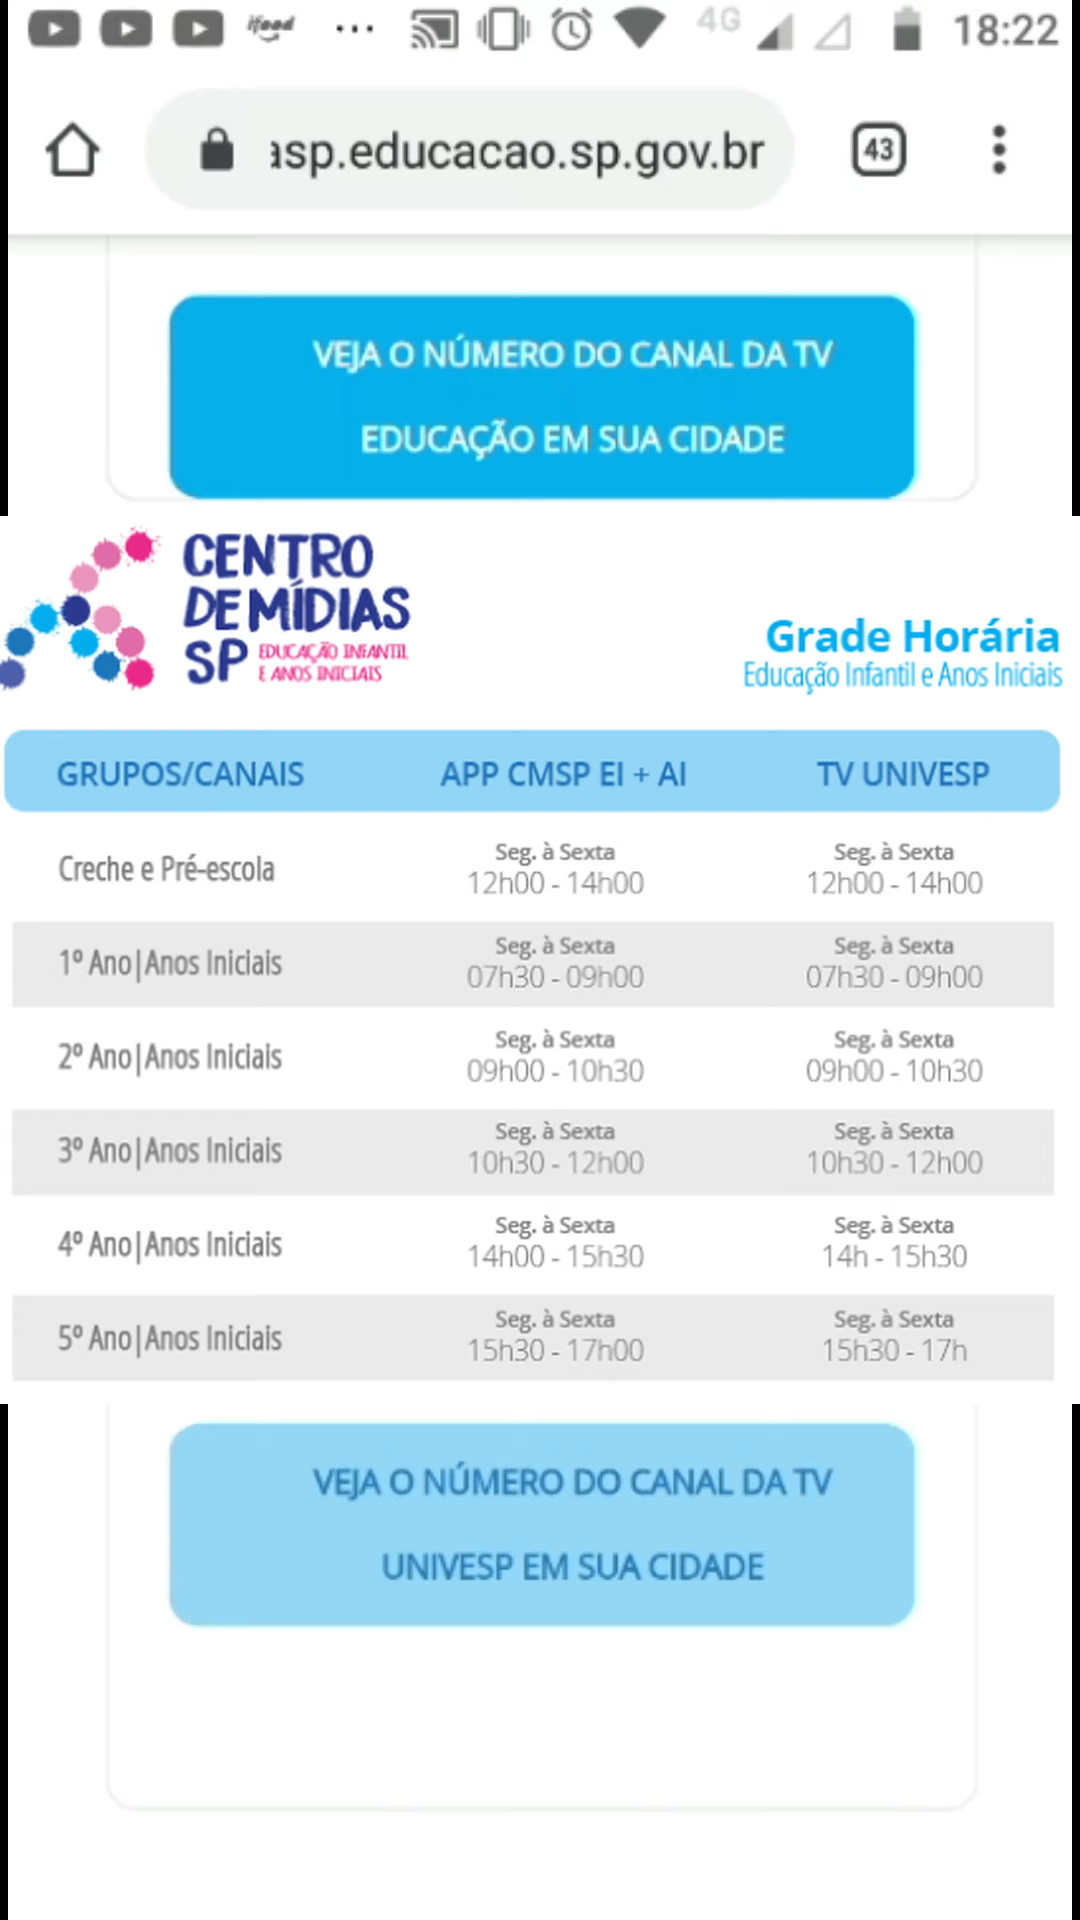 ifood ... 4G 18:22
asp.educacao.sp.gov.br 43
VEJA O NÚMERO DO CANAL DA TV
EDUCAÇÃO EM SUA CIDADE
CENTRO
DE MÍDIAS
SP EDUCAÇÃO INFANTIL
E ANOS INICIAIS
Grade Horária
Educação Infantil e Anos Iniciais
GRUPOS/CANAIS APP CMSP EI + AI TV UNIVESP
Creche e Pré-escola Seg. à Sexta 12h00 - 14h00 Seg. à Sexta 12h00 - 14h00
1º Ano|Anos Iniciais Seg. à Sexta 07h30 - 09h00 Seg. à Sexta 07h30 - 09h00
2º Ano|Anos Iniciais Seg. à Sexta 09h00 - 10h30 Seg. à Sexta 09h00 - 10h30
3º Ano|Anos Iniciais Seg. à Sexta 10h30 - 12h00 Seg. à Sexta 10h30 - 12h00
4º Ano|Anos Iniciais Seg. à Sexta 14h00 - 15h30 Seg. à Sexta 14h - 15h30
5º Ano|Anos Iniciais Seg. à Sexta 15h30 - 17h00 Seg. à Sexta 15h30 - 17h
VEJA O NÚMERO DO CANAL DA TV
UNIVESP EM SUA CIDADE